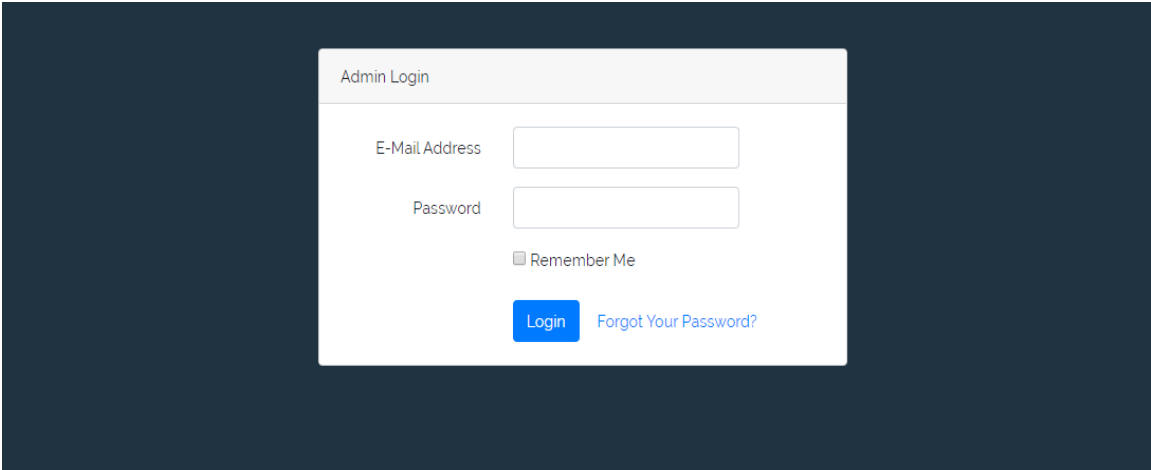 Admin Login
E-Mail Address
Password
Remember Me
Login Forgot Your Password?